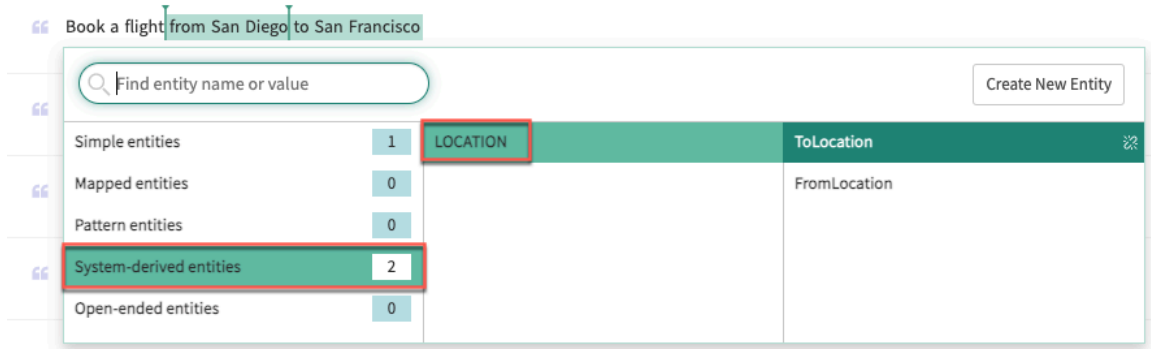 Book a flight from San Diego to San Francisco
Find entity name or value
Create New Entity
Simple entities 1
LOCATION
ToLocation
Mapped entities 0
FromLocation
Pattern entities 0
System-derived entities 2
Open-ended entities 0